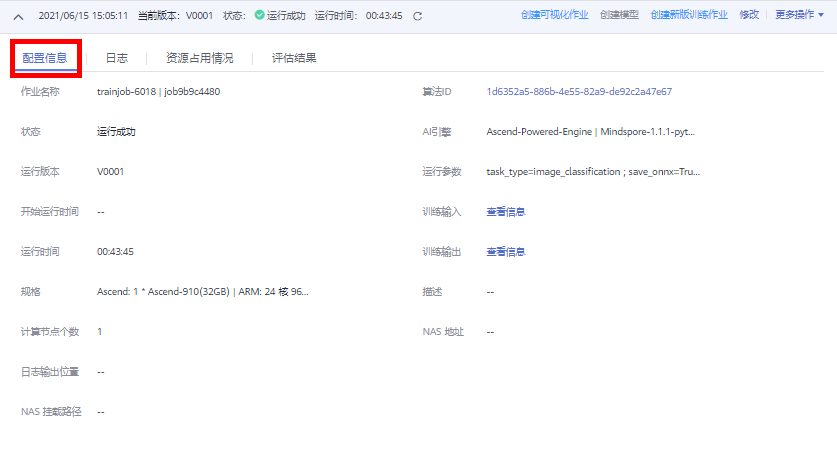 2021/06/15 15:05:11 当前版本： V0001 状态： 运行成功 运行时间： 00:43:45 创建可视化作业 创建模型 创建新版训练作业 修改 更多操作
配置信息 日志 资源占用情况 评估结果
作业名称 trainjob-6018 | job9b9c4480 算法ID 1d6352a5-886b-4e55-82a9-de92c2a47e67
状态 运行成功 AI引擎 Ascend-Powered-Engine | Mindspore-1.1.1-pyt...
运行版本 V0001 运行参数 task_type=image_classification ; save_onnx=Tru...
开始运行时间 -- 训练输入 查看信息
运行时间 00:43:45 训练输出 查看信息
规格 Ascend: 1 * Ascend-910(32GB) | ARM: 24 核 96... 描述 --
计算节点个数 1 NAS 地址 --
日志输出位置 --
NAS 挂载路径 --